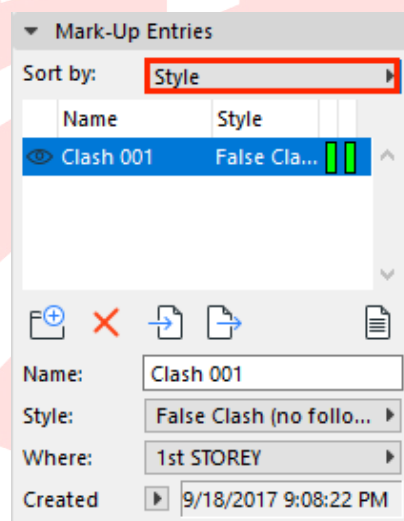 Mark-Up Entries
Sort by: Style
Name Style
Clash 001 False Cla...
Name: Clash 001
Style: False Clash (no follo...
Where: 1st STOREY
Created 9/18/2017 9:08:22 PM